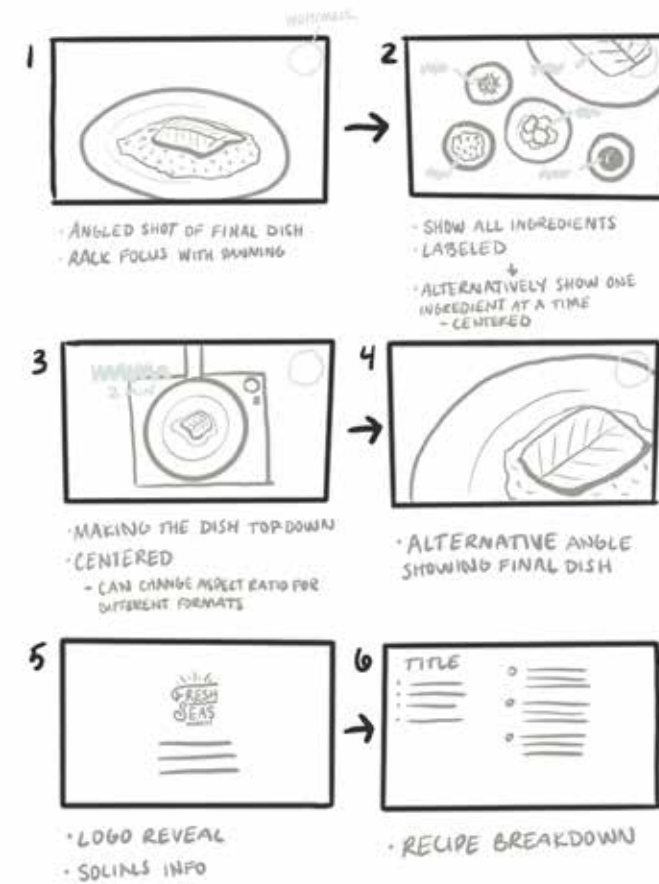 1
· ANGLED SHOT OF FINAL DISH
· RACK FOCUS WITH PANNING
2
· SHOW ALL INGREDIENTS
· LABELED
· ALTERNATIVELY SHOW ONE
INGREDIENT AT A TIME
- CENTERED
3
2 MIN
· MAKING THE DISH TOP DOWN
· CENTERED
- CAN CHANGE ASPECT RATIO FOR
DIFFERENT FORMATS
4
· ALTERNATIVE ANGLE
SHOWING FINAL DISH
5
FRESH
SEAS
· LOGO REVEAL
· SOCIALS INFO
6
TITLE
· RECIPE BREAKDOWN